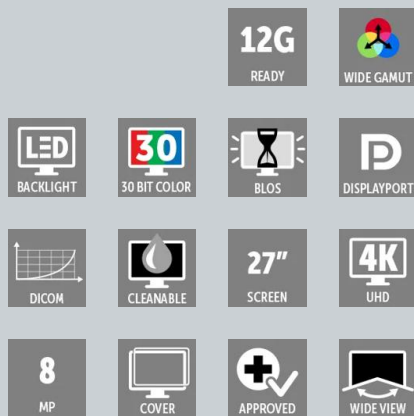 12G
READY
WIDE GAMUT
LED
BACKLIGHT
30
30 BIT COLOR
BLOS
DISPLAYPORT
DICOM
CLEANABLE
27"
SCREEN
4K
UHD
8
MP
COVER
APPROVED
WIDE VIEW